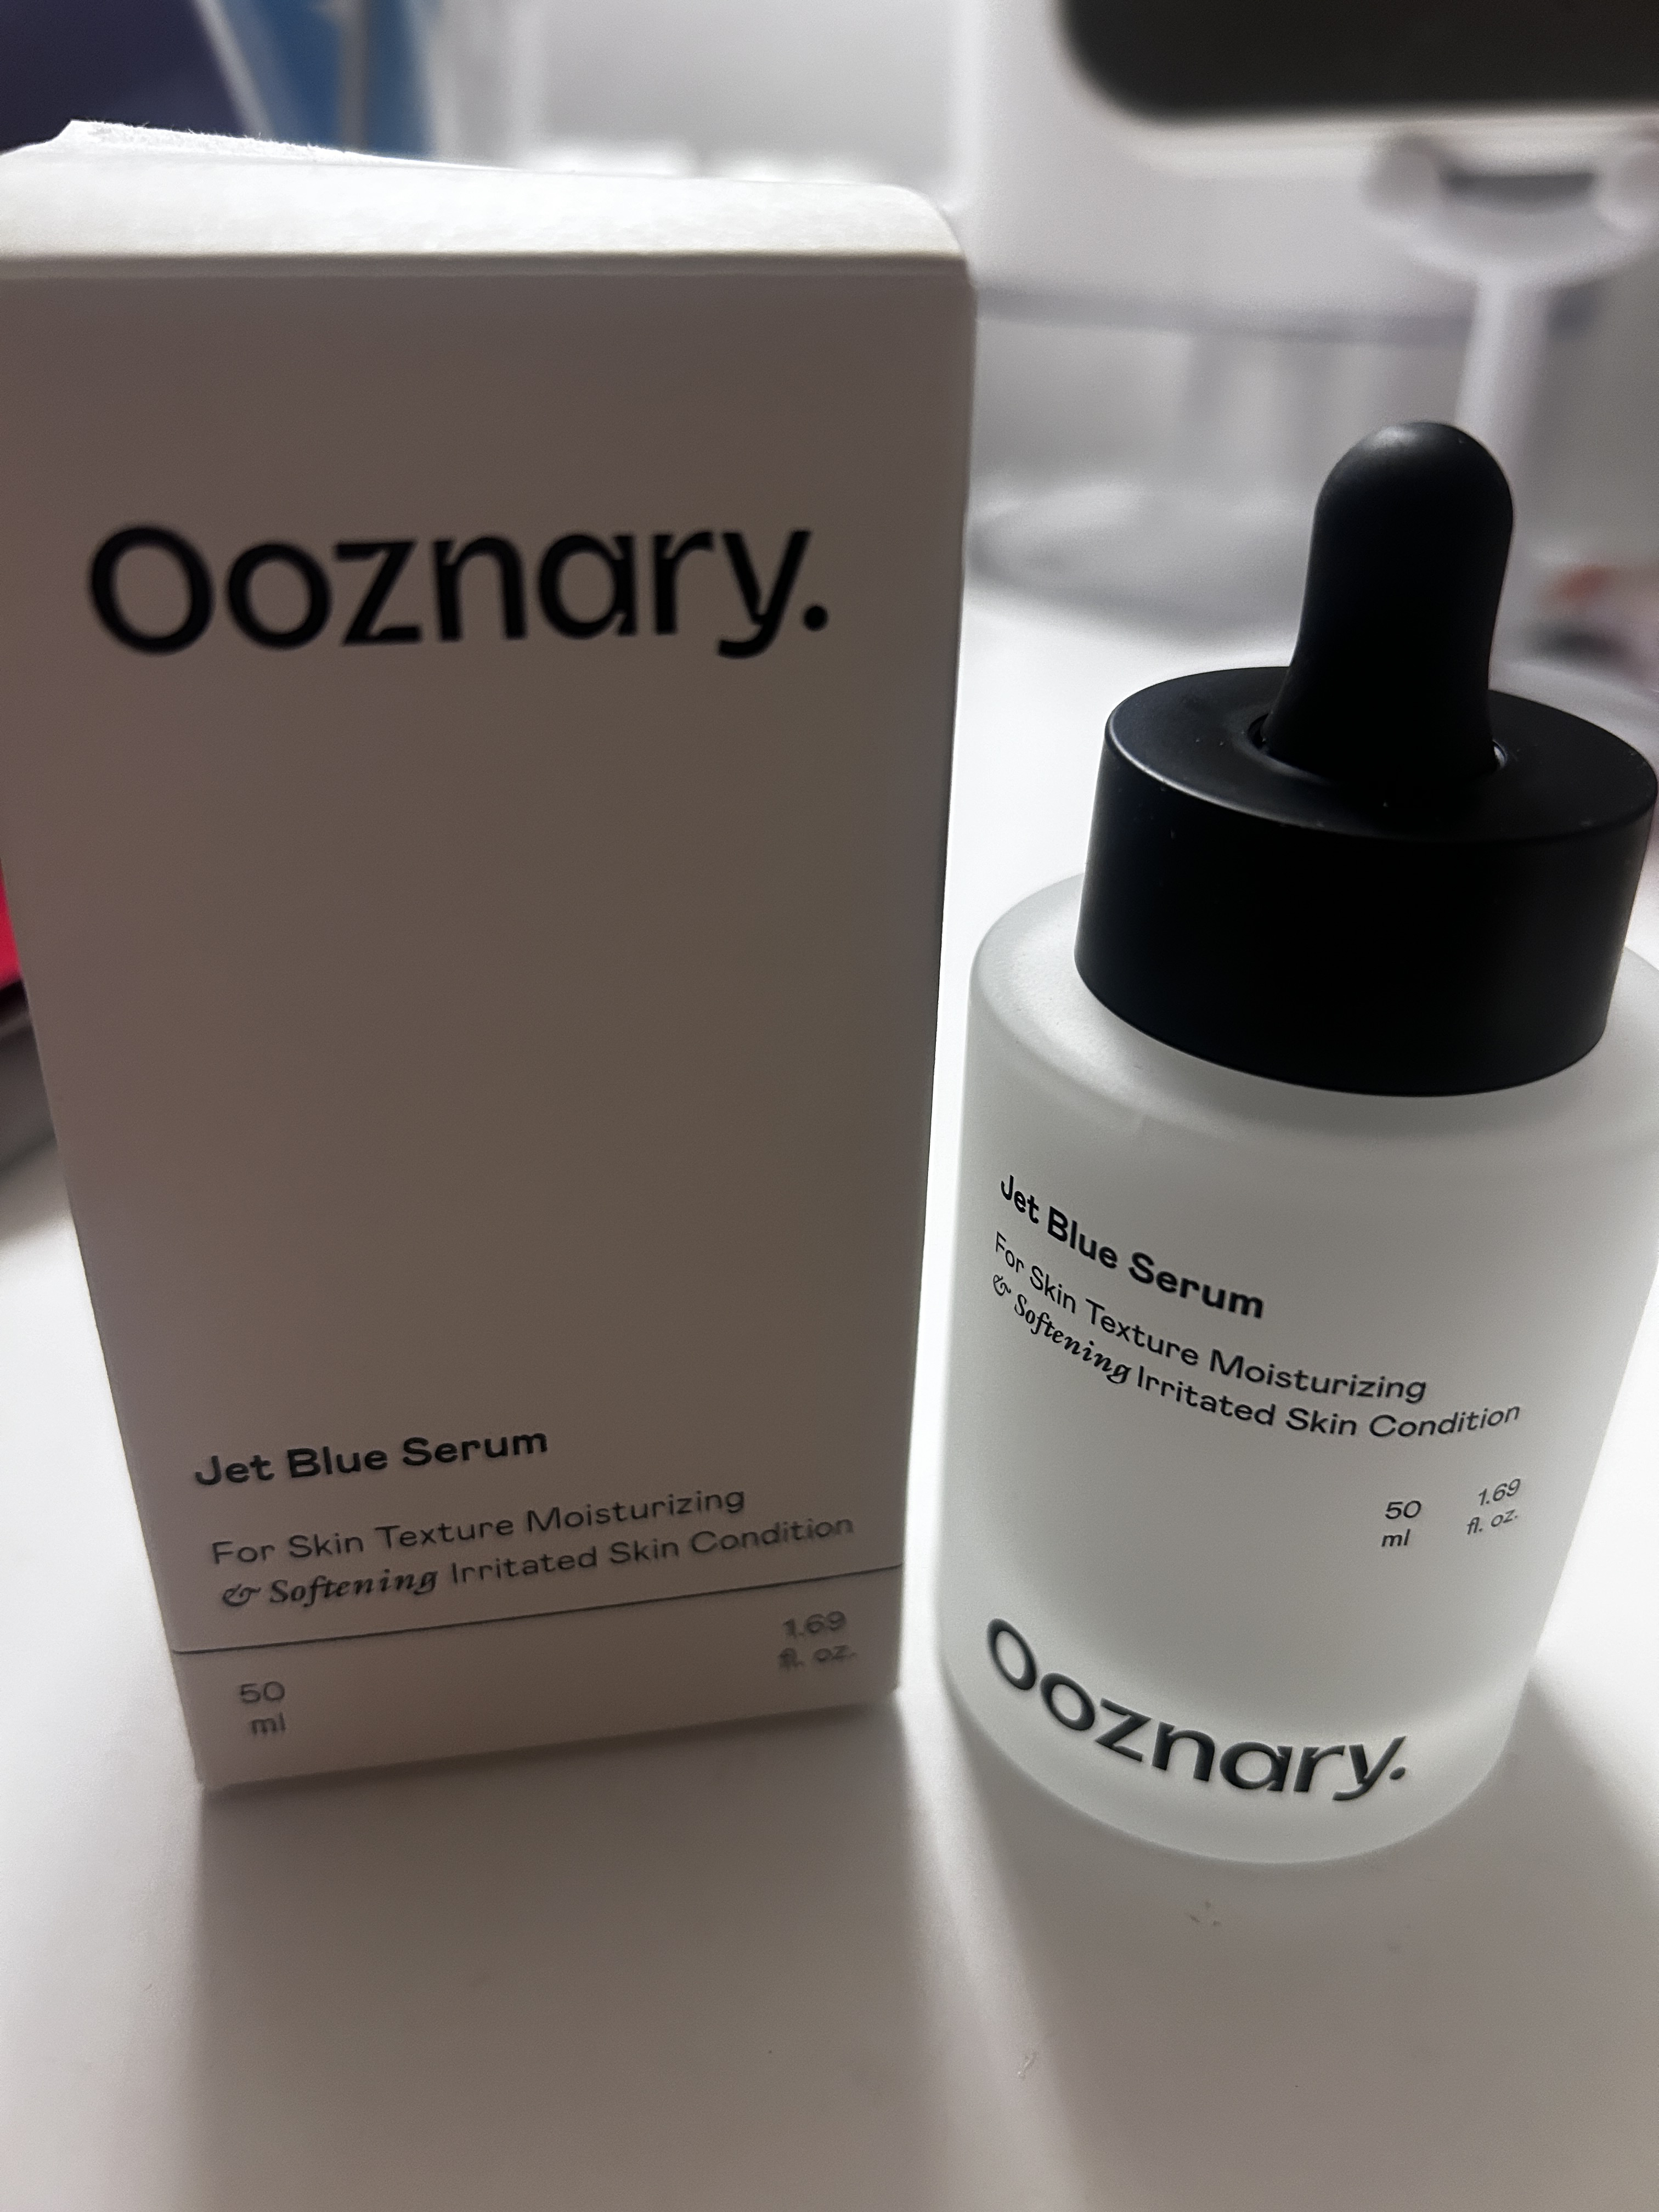 Ooznary.
Jet Blue Serum
For Skin Texture Moisturizing
& Softening Irritated Skin Condition
50
ml
1.69
fl. oz.
Jet Blue Serum
For Skin Texture Moisturizing
& Softening Irritated Skin Condition
50
ml
1.69
fl. oz.
Ooznary.